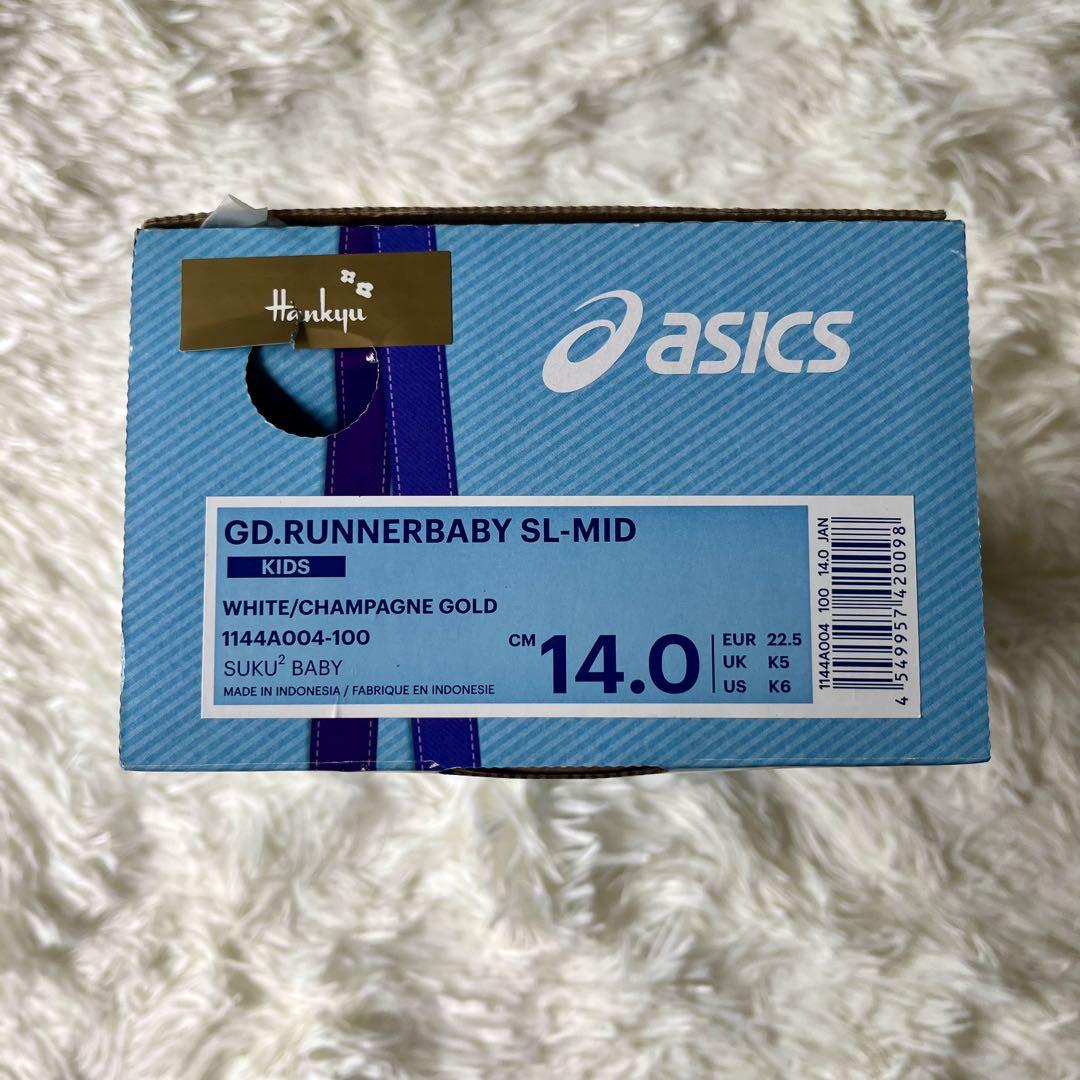 Hankyu
asics
GD.RUNNERBABY SL-MID
KIDS
WHITE/CHAMPAGNE GOLD
1144A004-100
SUKU² BABY
MADE IN INDONESIA / FABRIQUE EN INDONESIE
CM 14.0
EUR 22.5
UK K5
US K6
1144A004 100 14.0 JAN
4 549957 420098